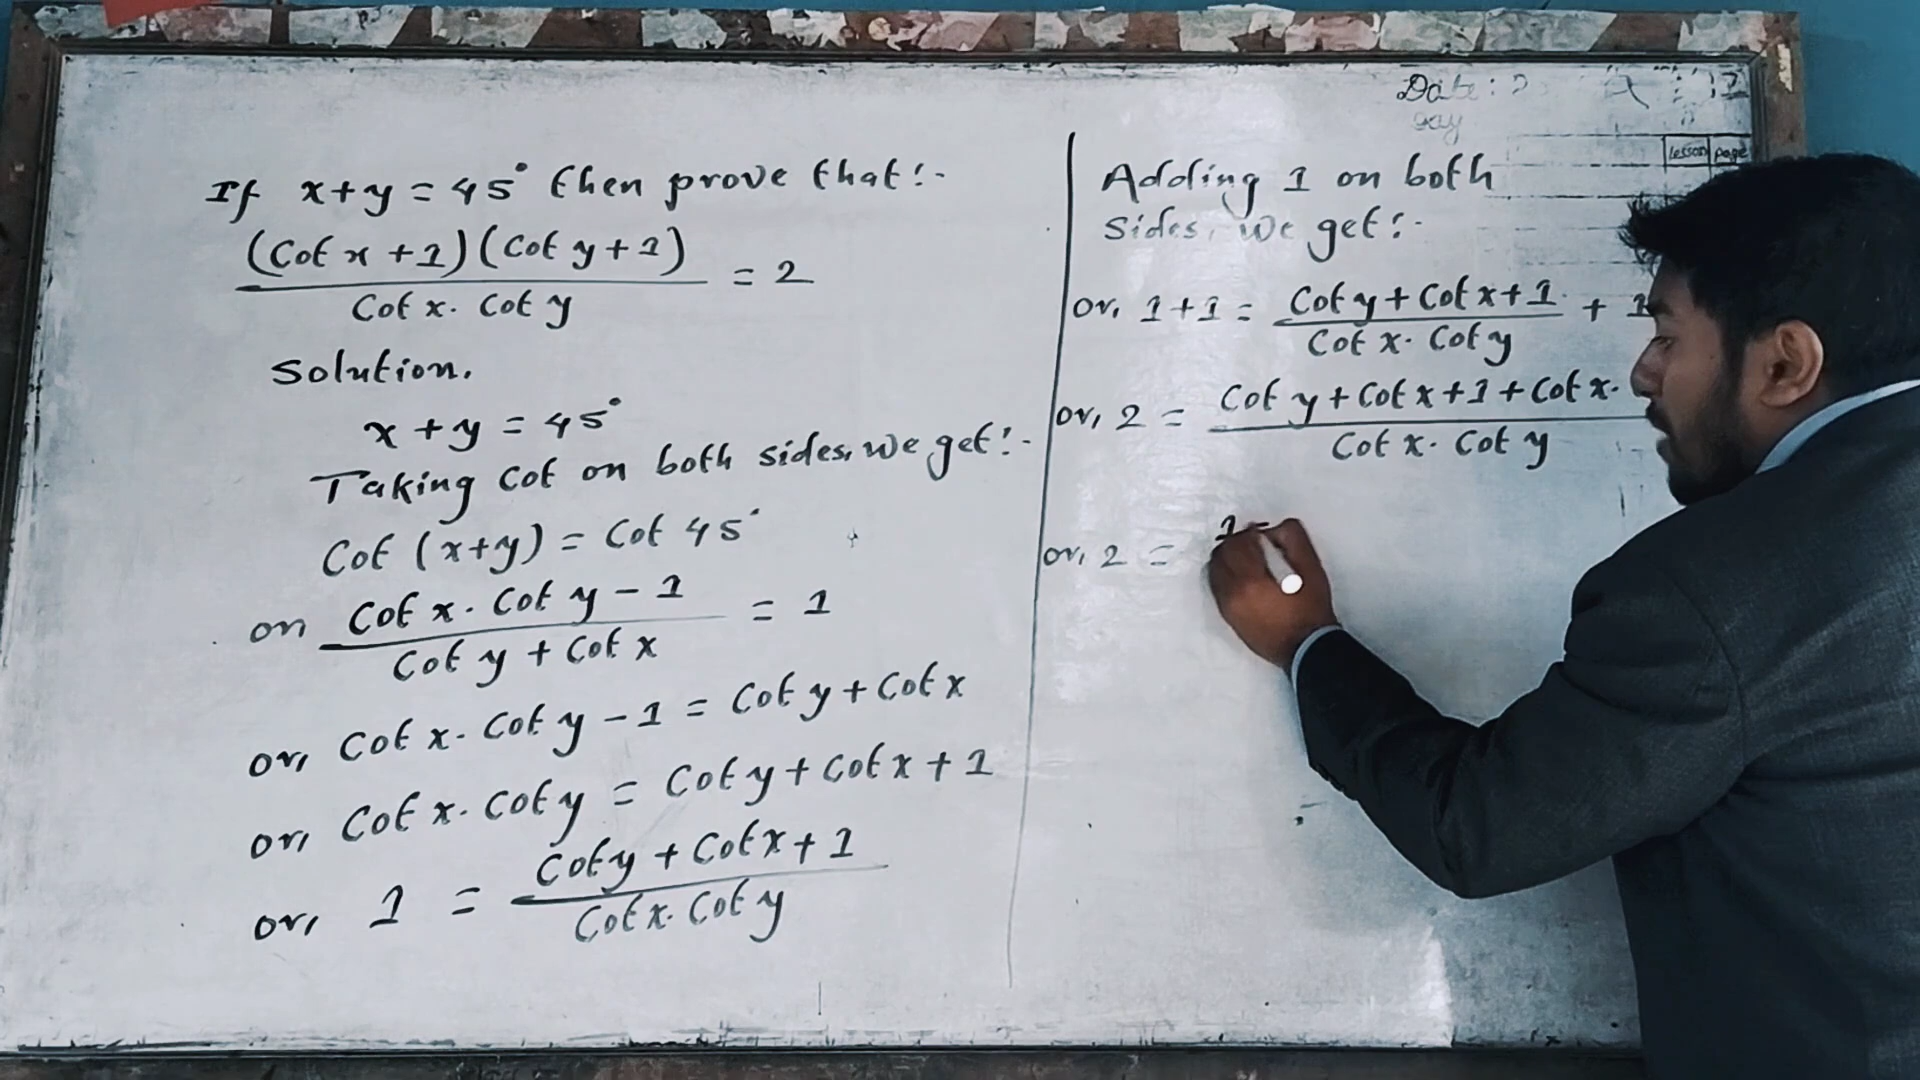 If x+y = 45° then prove that:-
(Cot x +1)(Cot y+1)
= 2
Cot x. Cot y
Solution.
x+y = 45°
Taking Cot on both sides, we get:-
Cot (x+y) = Cot 45°
or, Cot x. Cot y - 1
= 1
Cot y + Cot x
or, Cot x. Cot y - 1 = Cot y + Cot x
or, Cot x. Cot y = Cot y + Cot x + 1
or, 1 = Cot y + Cot x + 1
Cot x. Cot y
Date:
day
lesson page
Adding 1 on both
sides, we get:-
or, 1+1 = Cot y + Cot x+1 + 1
Cot x. Cot y
or, 2 = Cot y + Cot x +1 + Cot x.
Cot x. Cot y
or, 2 = 1